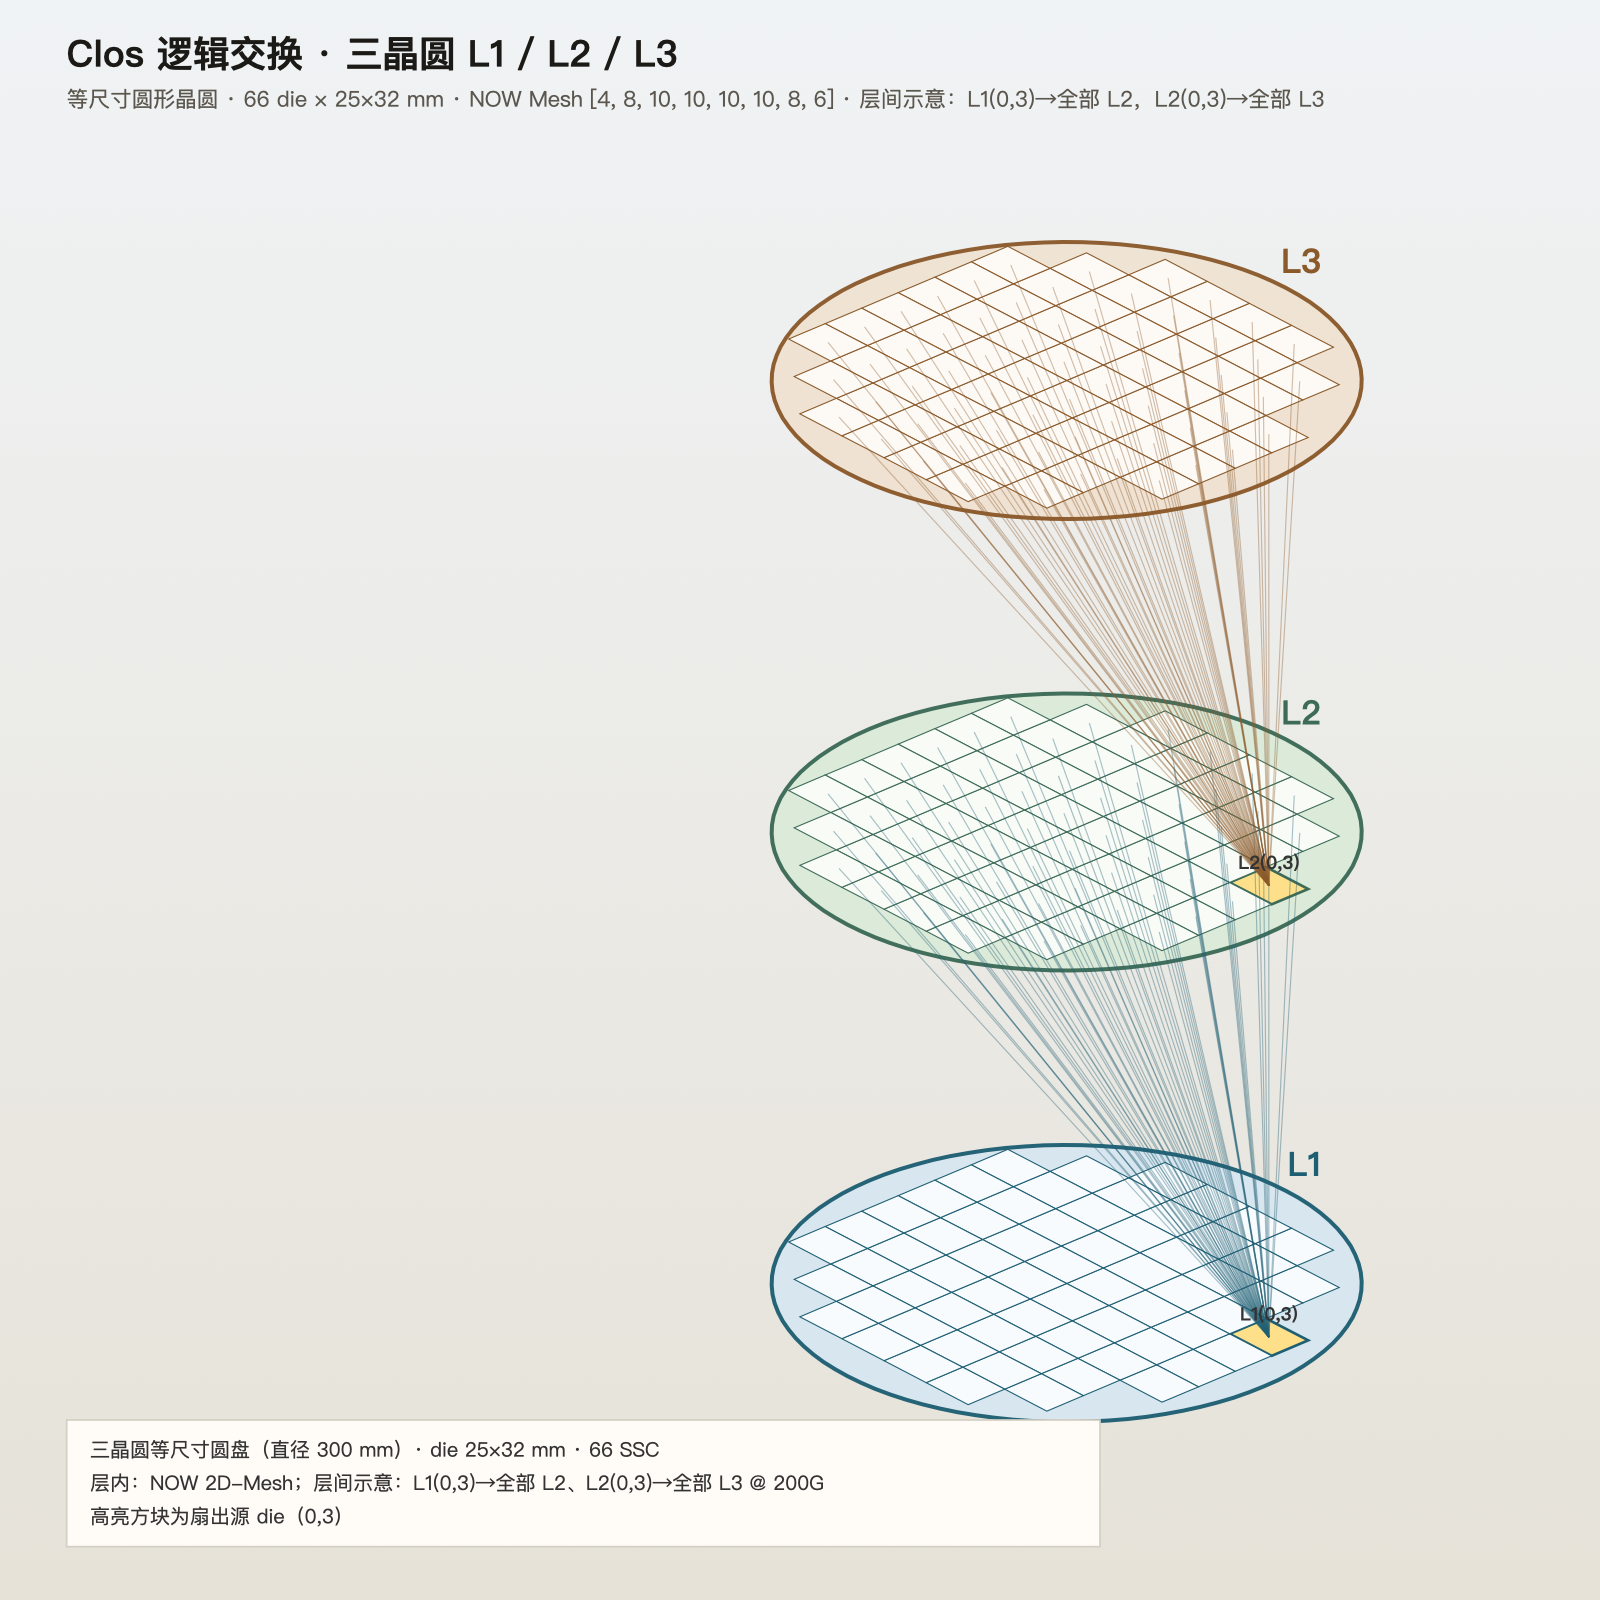 Clos 逻辑交换 · 三晶圆 L1 / L2 / L3
等尺寸圆形晶圆 · 66 die × 25×32 mm · NOW Mesh [4, 8, 10, 10, 10, 10, 8, 6] · 层间示意：L1(0,3)→全部 L2，L2(0,3)→全部 L3
L3
L2
L2(0,3)
L1
L1(0,3)
三晶圆等尺寸圆盘（直径 300 mm）· die 25×32 mm · 66 SSC
层内：NOW 2D-Mesh；层间示意：L1(0,3)→全部 L2、L2(0,3)→全部 L3 @ 200G
高亮方块为扇出源 die（0,3）